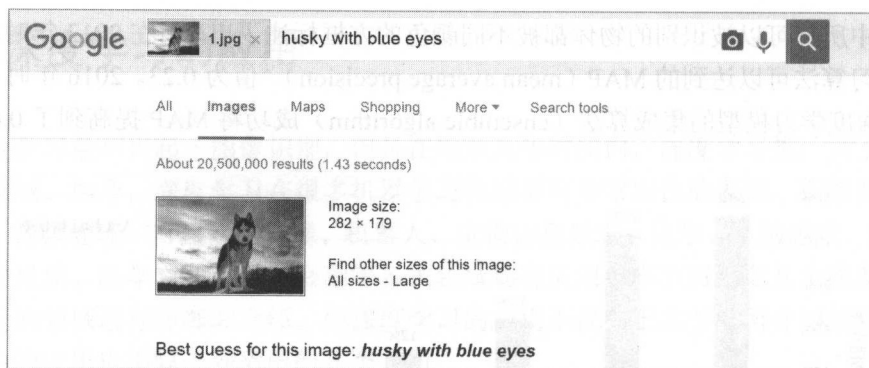 Google 1.jpg × husky with blue eyes
All Images Maps Shopping More ▾ Search tools
About 20,500,000 results (1.43 seconds)
Image size:
282 × 179
Find other sizes of this image:
All sizes - Large
Best guess for this image: husky with blue eyes